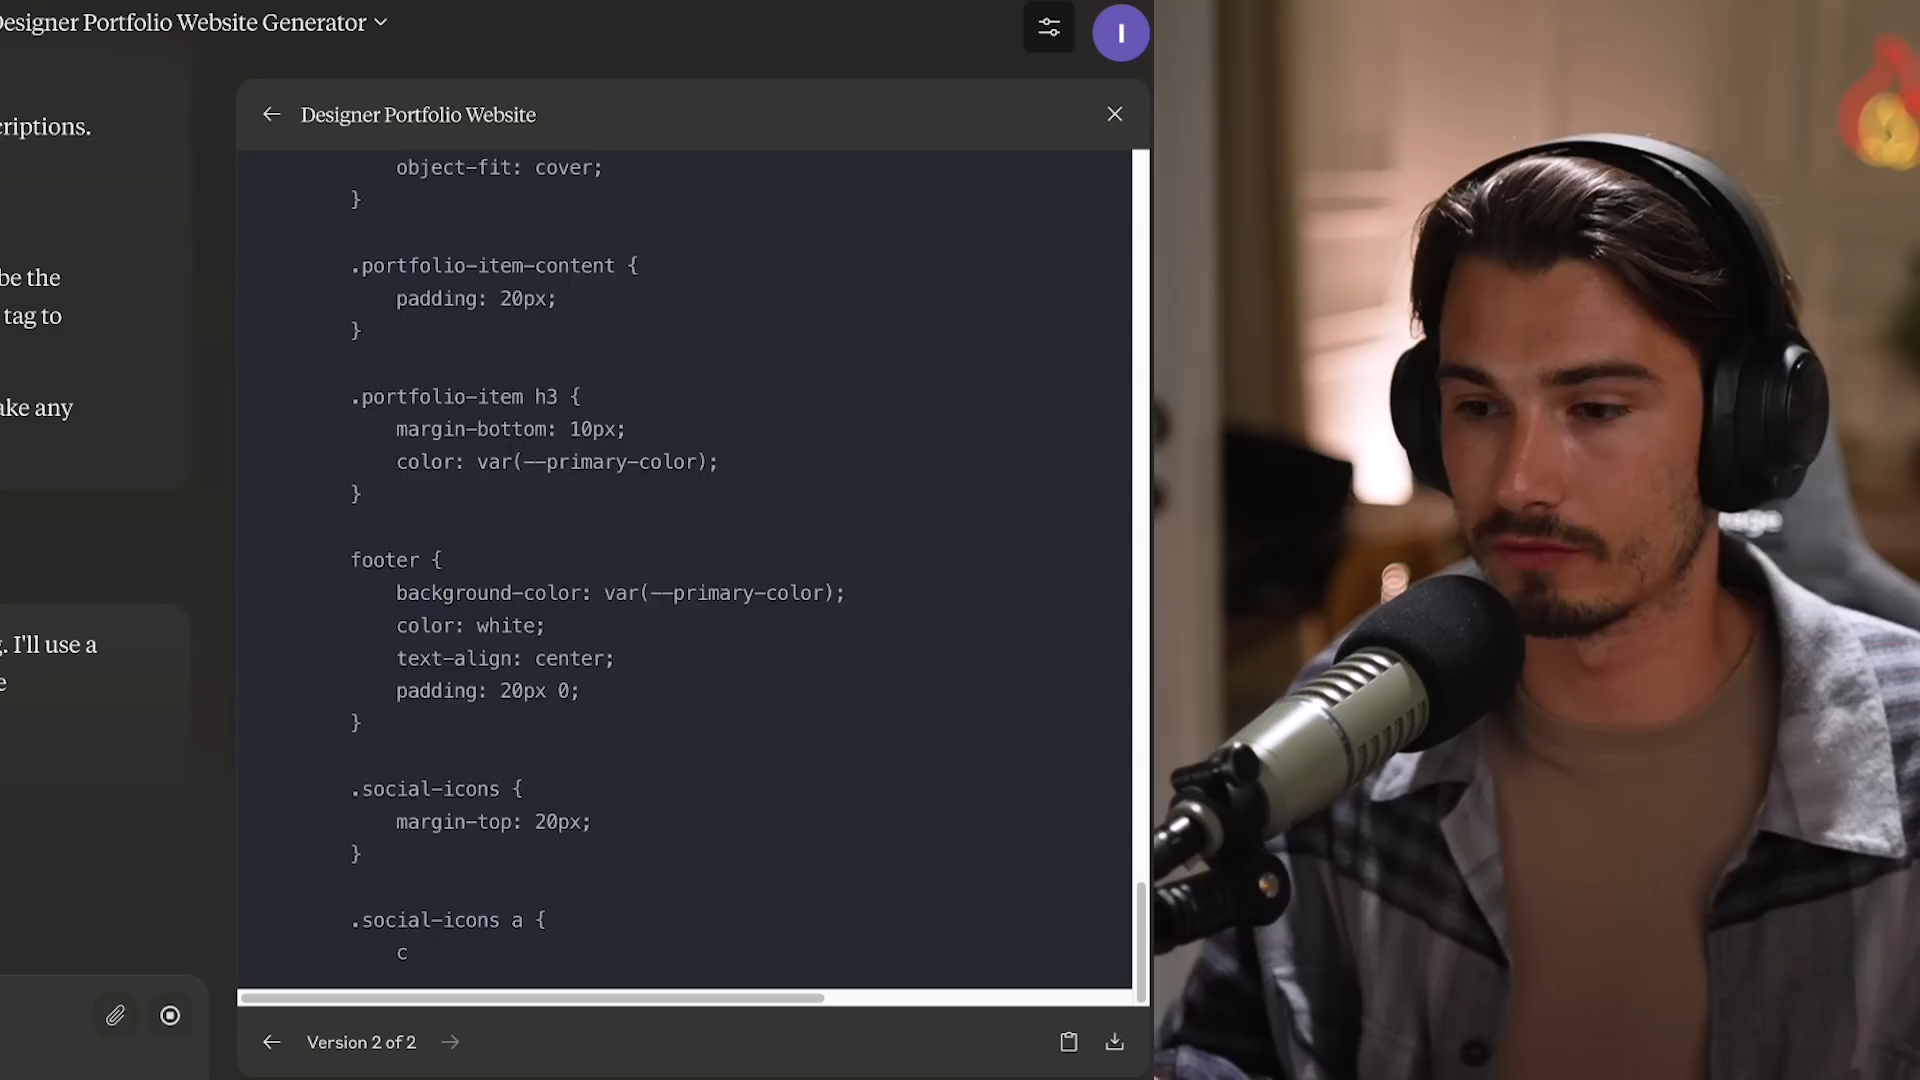 Designer Portfolio Website Generator
I
criptions.
be the
tag to
ake any
. I'll use a
e
Designer Portfolio Website
object-fit: cover;
}
.portfolio-item-content {
padding: 20px;
}
.portfolio-item h3 {
margin-bottom: 10px;
color: var(--primary-color);
}
footer {
background-color: var(--primary-color);
color: white;
text-align: center;
padding: 20px 0;
}
.social-icons {
margin-top: 20px;
}
.social-icons a {
c
Version 2 of 2